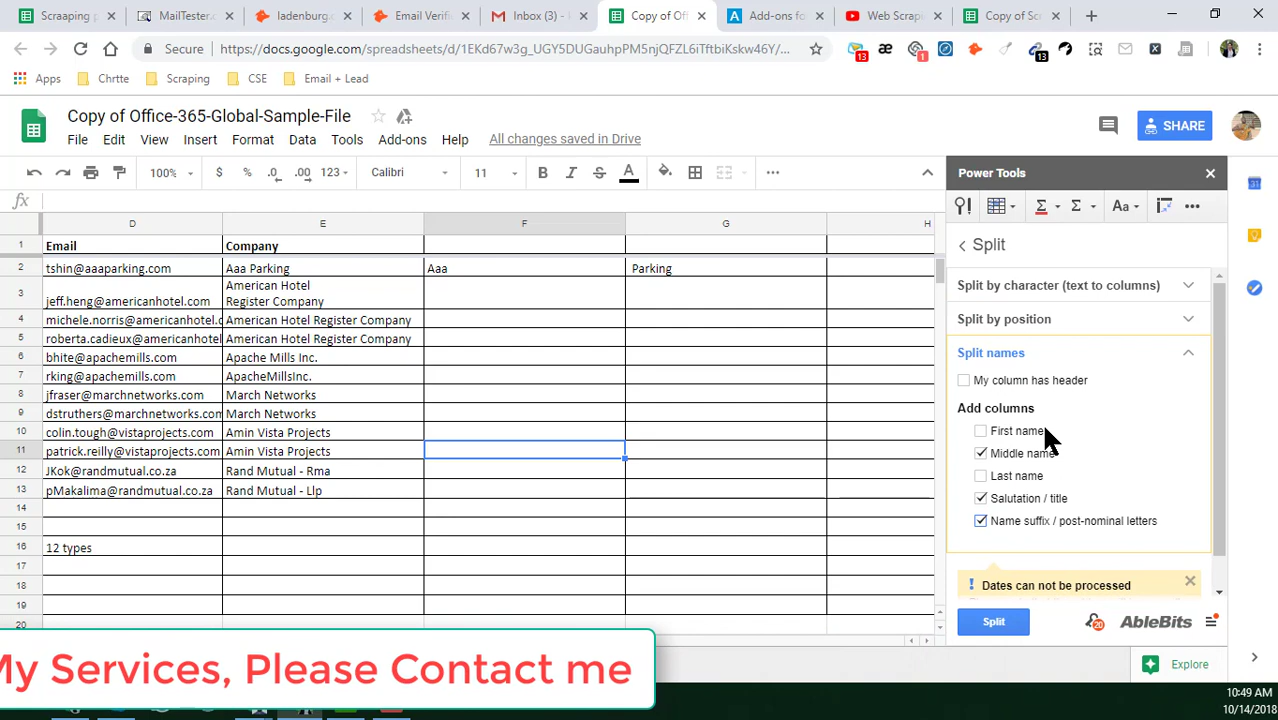 Scraping p
MailTester.
ladenburg.c
Email Verifi
Inbox (3) -
Copy of Of
Add-ons fo
Web Scrap
Copy of Sc
Secure
https://docs.google.com/spreadsheets/d/1EKd67w3g_UGY5DUGauhpPM5njQFZL6iTftbiKskw46Y/...
13
1
13
Apps
Chrtte
Scraping
CSE
Email + Lead
Copy of Office-365-Global-Sample-File
File Edit View Insert Format Data Tools Add-ons Help All changes saved in Drive
SHARE
100% $ % .0 .00 123 Calibri 11 B I S A
fx
Power Tools
Split
Split by character (text to columns)
Split by position
Split names
My column has header
Add columns
First name
Middle name
Last name
Salutation / title
Name suffix / post-nominal letters
Dates can not be processed
Split
20
AbleBits
D E F G H
1 Email Company
2 tshin@aaaparking.com Aaa Parking Aaa Parking
3 jeff.heng@americanhotel.com American Hotel
Register Company
4 michele.norris@americanhotel.c American Hotel Register Company
5 roberta.cadieux@americanhotel American Hotel Register Company
6 bhite@apachemills.com Apache Mills Inc.
7 rking@apachemills.com ApacheMillsInc.
8 jfraser@marchnetworks.com March Networks
9 dstruthers@marchnetworks.com March Networks
10 colin.tough@vistaprojects.com Amin Vista Projects
11 patrick.reilly@vistaprojects.com Amin Vista Projects
12 JKok@randmutual.co.za Rand Mutual - Rma
13 pMakalima@randmutual.co.za Rand Mutual - Llp
14
15
16 12 types
17
18
19
20
My Services, Please Contact me
Explore
10:49 AM
10/14/2018